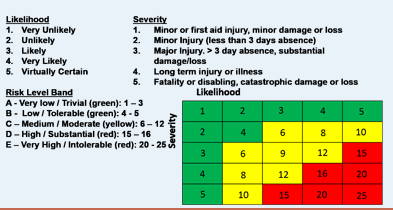 Likelihood
1. Very Unlikely
2. Unlikely
3. Likely
4. Very Likely
5. Virtually Certain
Severity
1. Minor or first aid injury, minor damage or loss
2. Minor Injury (less than 3 days absence)
3. Major Injury. > 3 day absence, substantial
damage/loss
4. Long term injury or illness
5. Fatality or disabling, catastrophic damage or loss
Risk Level Band
A - Very low / Trivial (green): 1 – 3
B - Low / Tolerable (green): 4 - 5
C – Medium / Moderate (yellow): 6 – 12
D – High / Substantial (red): 15 – 16
E – Very High / Intolerable (red): 20 - 25
Likelihood
Severity
1 2 3 4 5
2 4 6 8 10
3 6 9 12 15
4 8 12 16 20
5 10 15 20 25